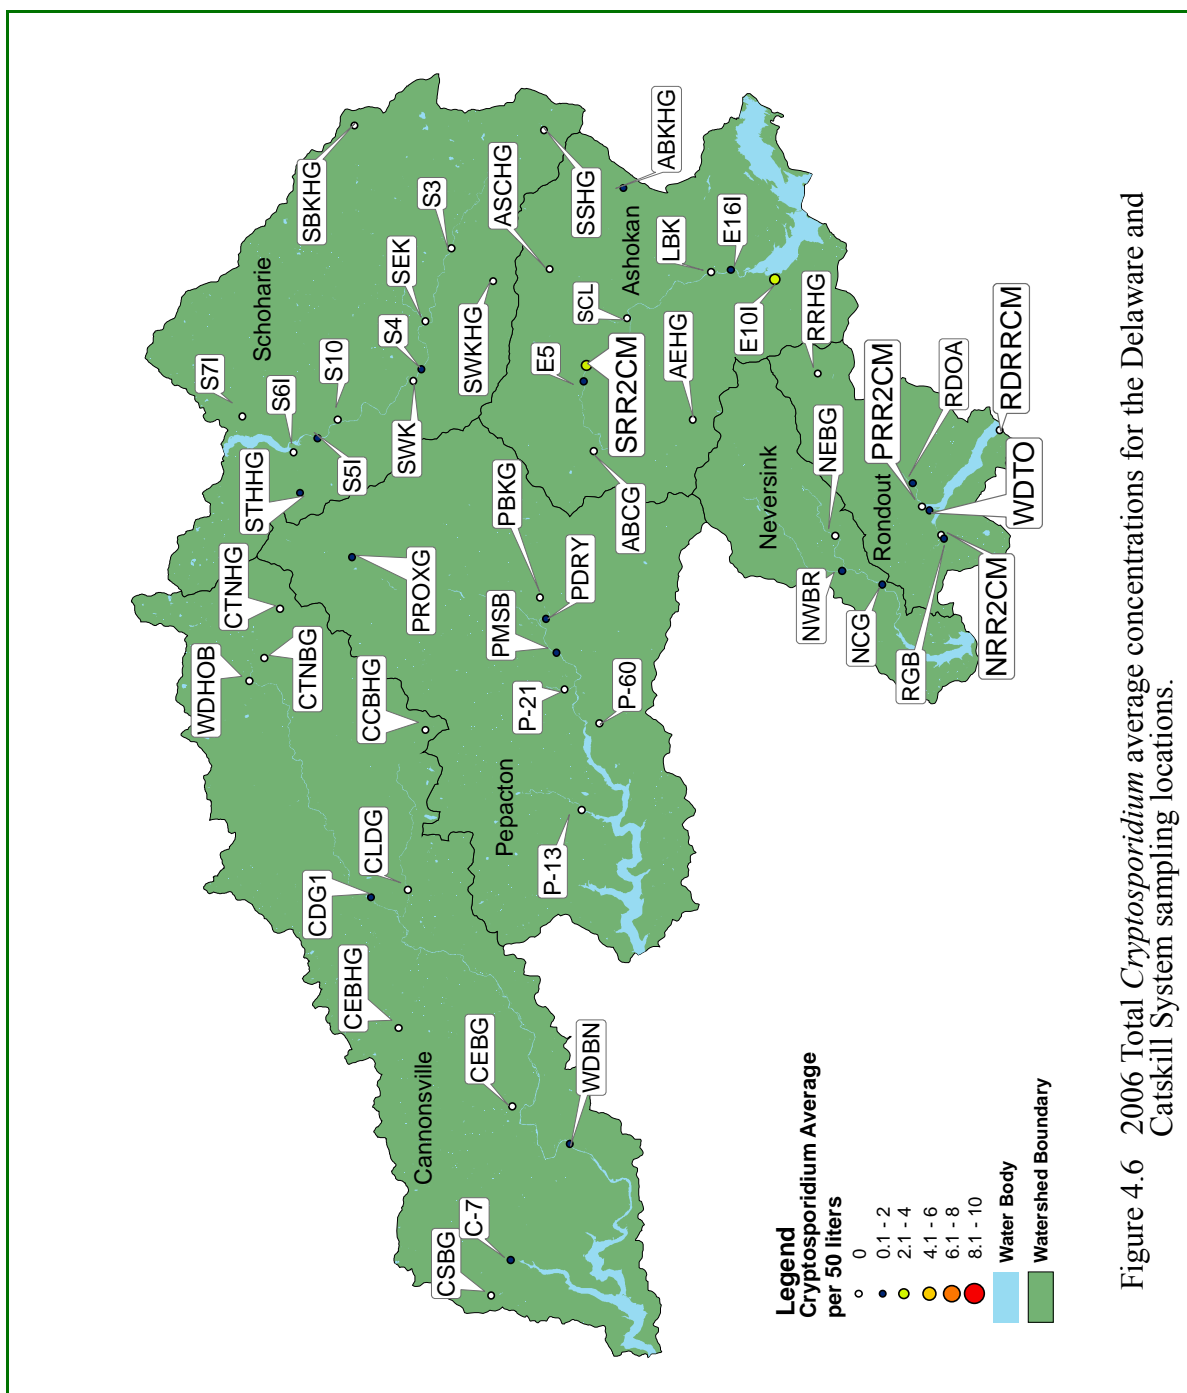 SBKHG
S3
ASCHG
SSHG
ABKHG
Schoharie
SEK
S4
SWKHG
SCL
Ashokan
LBK
E16I
S7I
S6I
S10
SWK
E5
SRR2CM
AEHG
E10I
RRHG
STHHG
S5I
PBKG
ABCG
Neversink
NEBG
Rondout
PRR2CM
RDOA
RDRRCM
WDTO
CTNHG
PROXG
PDRY
PMSB
NWBR
NCG
RGB
NRR2CM
WDHOB
CTNBG
CCBHG
P-21
P-60
Pepacton
P-13
CDG1
CLDG
CEBHG
Cannonsville
CEBG
WDBN
CSBG
C-7
Legend
Cryptosporidium Average
per 50 liters
0
0.1 - 2
2.1 - 4
4.1 - 6
6.1 - 8
8.1 - 10
Water Body
Watershed Boundary
Figure 4.6 2006 Total Cryptosporidium average concentrations for the Delaware and
Catskill System sampling locations.